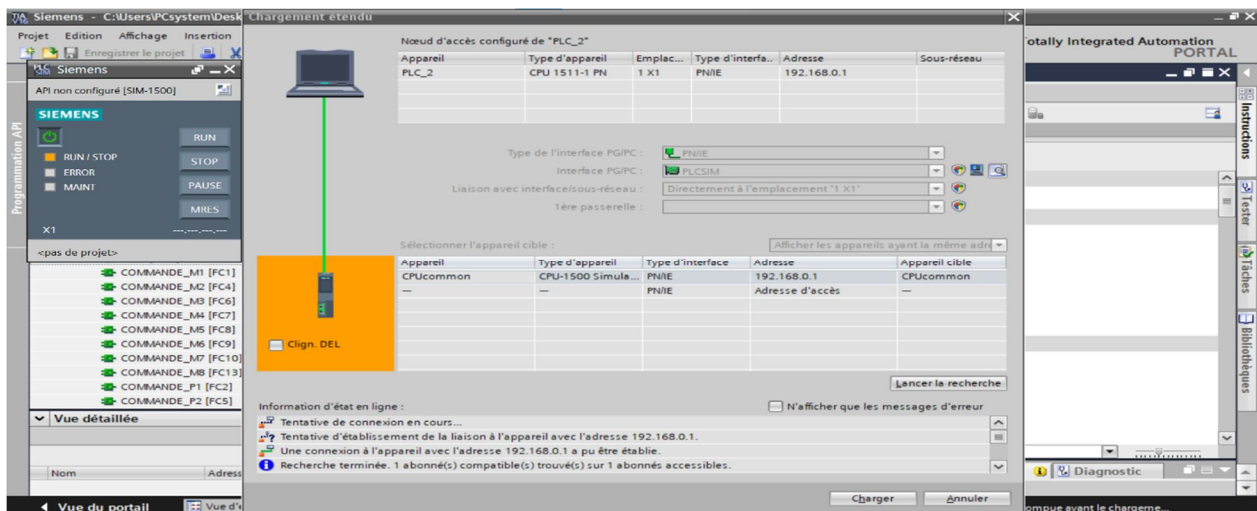 Siemens - C:\Users\PCsystem\Desk
Chargement étendu
Projet Edition Affichage Insertion
Enregistrer le projet
Totally Integrated Automation
PORTAL
Siemens
API non configuré [SIM-1500]
SIEMENS
RUN
RUN / STOP
STOP
ERROR
MAINT
PAUSE
MRES
X1
---.---.---.---
<pas de projet>
Programmation API
COMMANDE_M1 [FC1]
COMMANDE_M2 [FC4]
COMMANDE_M3 [FC6]
COMMANDE_M4 [FC7]
COMMANDE_M5 [FC8]
COMMANDE_M6 [FC9]
COMMANDE_M7 [FC10]
COMMANDE_M8 [FC13]
COMMANDE_P1 [FC2]
COMMANDE_P2 [FC5]
Vue détaillée
Nom Adress
Vue du portail
Vue d'e
Nœud d'accès configuré de "PLC_2"
Appareil Type d'appareil Emplac... Type d'interfa.. Adresse Sous-réseau
PLC_2 CPU 1511-1 PN 1 X1 PN/IE 192.168.0.1
Type de l'interface PG/PC : PN/IE
Interface PG/PC : PLCSIM
Liaison avec interface/sous-réseau : Directement à l'emplacement '1 X1'
1ère passerelle :
Sélectionner l'appareil cible : Afficher les appareils ayant la même adre
Appareil Type d'appareil Type d'interface Adresse Appareil cible
CPUcommon CPU-1500 Simula... PN/IE 192.168.0.1 CPUcommon
— — PN/IE Adresse d'accès —
Clign. DEL
Lancer la recherche
Information d'état en ligne :
N'afficher que les messages d'erreur
Tentative de connexion en cours...
Tentative d'établissement de la liaison à l'appareil avec l'adresse 192.168.0.1.
Une connexion à l'appareil avec l'adresse 192.168.0.1 a pu être établie.
Recherche terminée. 1 abonné(s) compatible(s) trouvé(s) sur 1 abonnés accessibles.
Charger
Annuler
Instructions
Tester
Tâches
Bibliothèques
Diagnostic
ompue avant le chargeme...